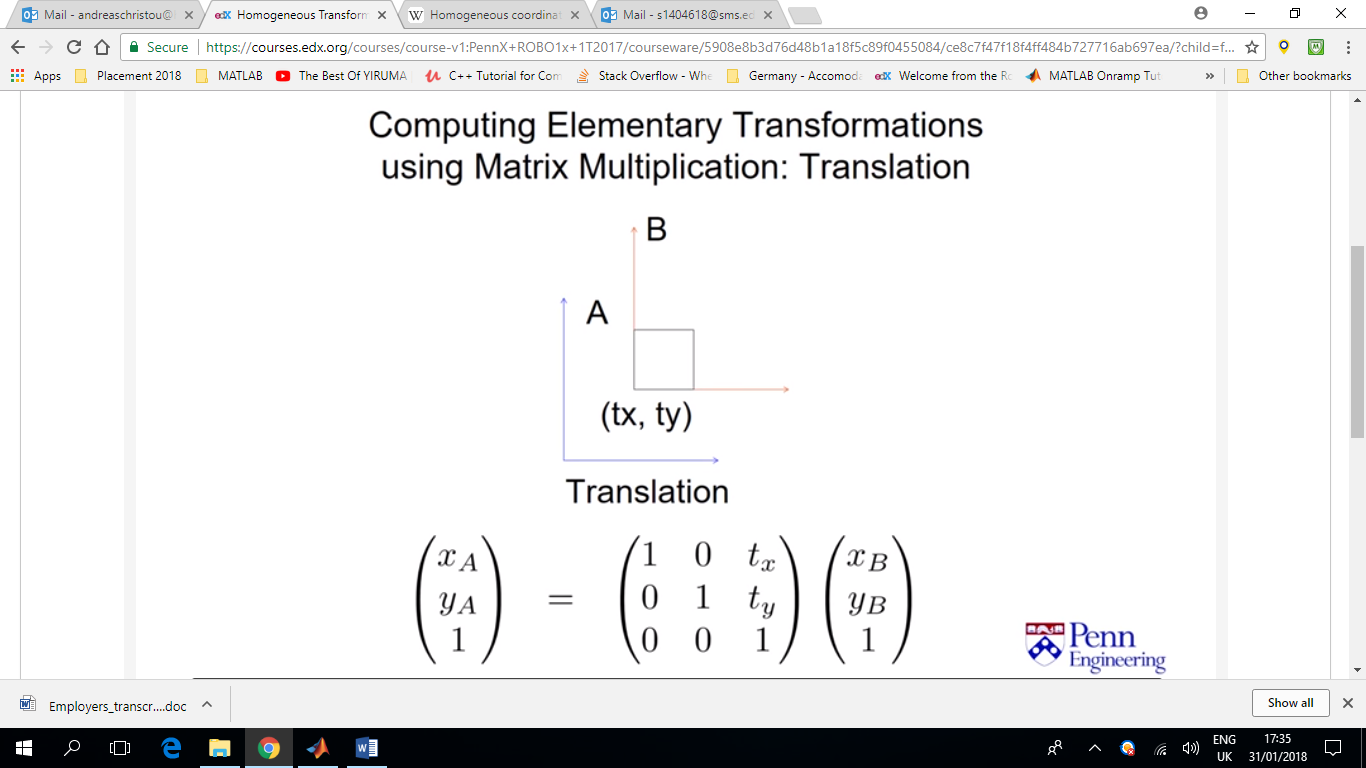 Mail - andreaschristou@
Homogeneous Transform
Homogeneous coordinat
Mail - s1404618@sms.ed
Secure
https://courses.edx.org/courses/course-v1:PennX+ROBO1x+1T2017/courseware/5908e8b3d76d48b1a18f5c89f0455084/ce8c7f47f18f4ff484b727716ab697ea/?child=f...
Apps Placement 2018 MATLAB The Best Of YIRUMA C++ Tutorial for Com Stack Overflow - Whe Germany - Accomoda Welcome from the Ro MATLAB Onramp Tut » Other bookmarks
Computing Elementary Transformations
using Matrix Multiplication: Translation
B
A
(tx, ty)
Translation
x_A 1 0 t_x x_B
y_A = 0 1 t_y y_B
1 0 0 1 1
Penn
Engineering
Employers_transcr....doc
Show all
ENG
UK
17:35
31/01/2018